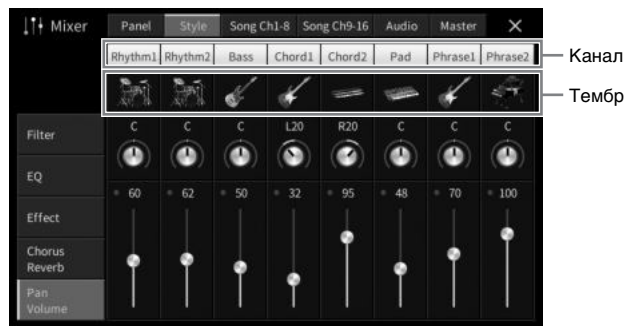 Mixer Panel Style Song Ch1-8 Song Ch9-16 Audio Master ×
Rhythm1 Rhythm2 Bass Chord1 Chord2 Pad Phrase1 Phrase2 Канал
Тембр
Filter C C C L20 R20 C C C
EQ
60 62 50 32 95 48 70 100
Effect
Chorus
Reverb
Pan
Volume